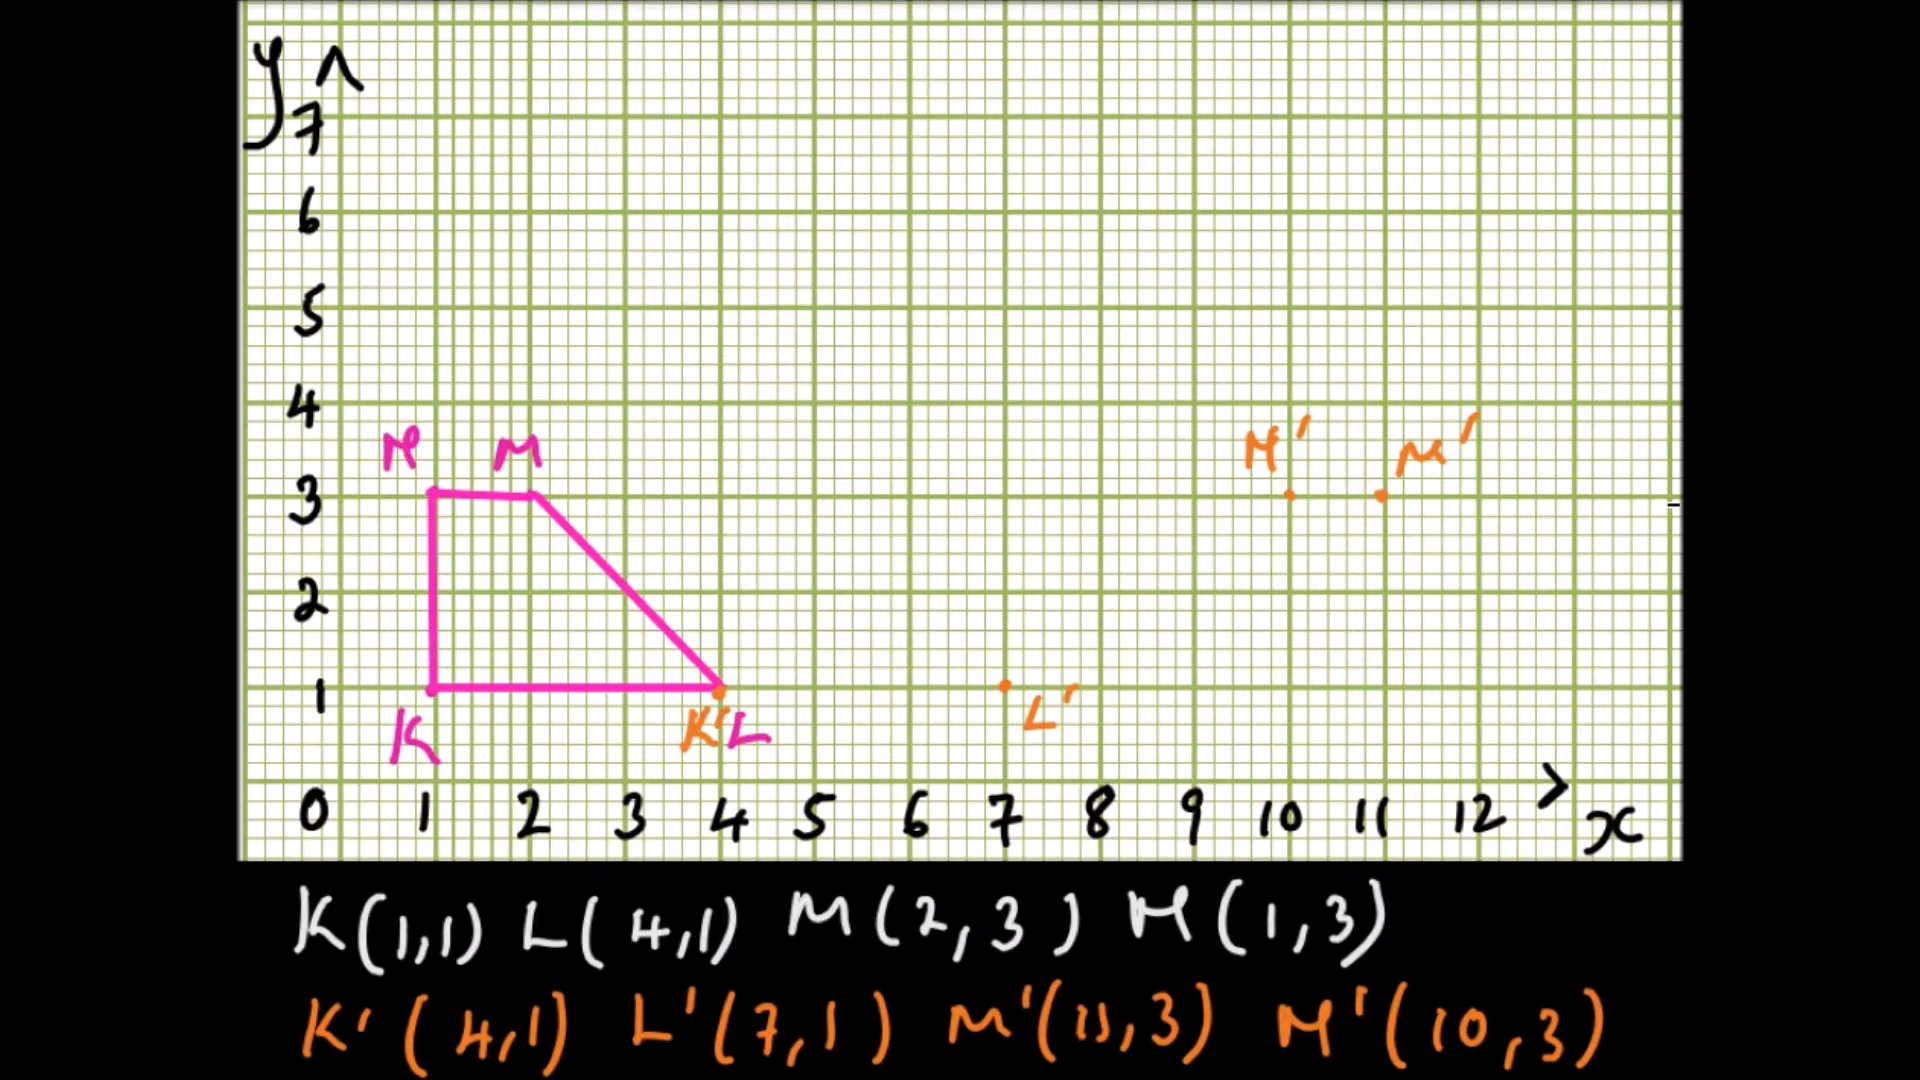 y
7
6
5
4
N M N' M'
3
2
1
K K' L L'
0 1 2 3 4 5 6 7 8 9 10 11 12 x
K(1,1) L(4,1) M(2,3) N(1,3)
K'(4,1) L'(7,1) M'(11,3) N'(10,3)